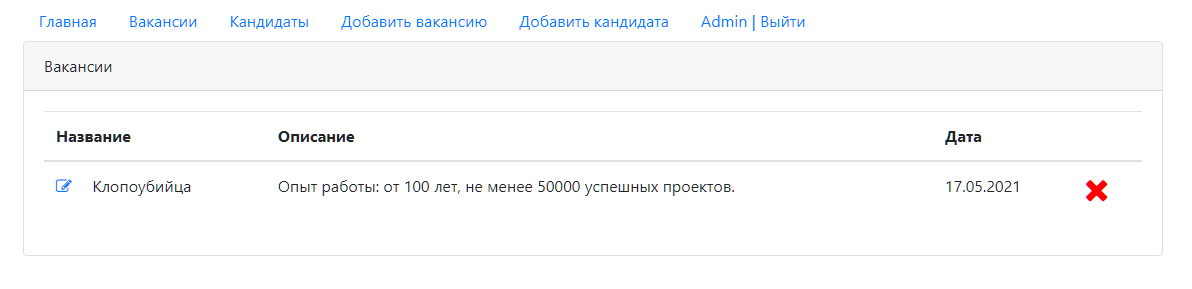 Главная Вакансии Кандидаты Добавить вакансию Добавить кандидата Admin | Выйти
Вакансии
Название Описание Дата
Клопоубийца Опыт работы: от 100 лет, не менее 50000 успешных проектов. 17.05.2021